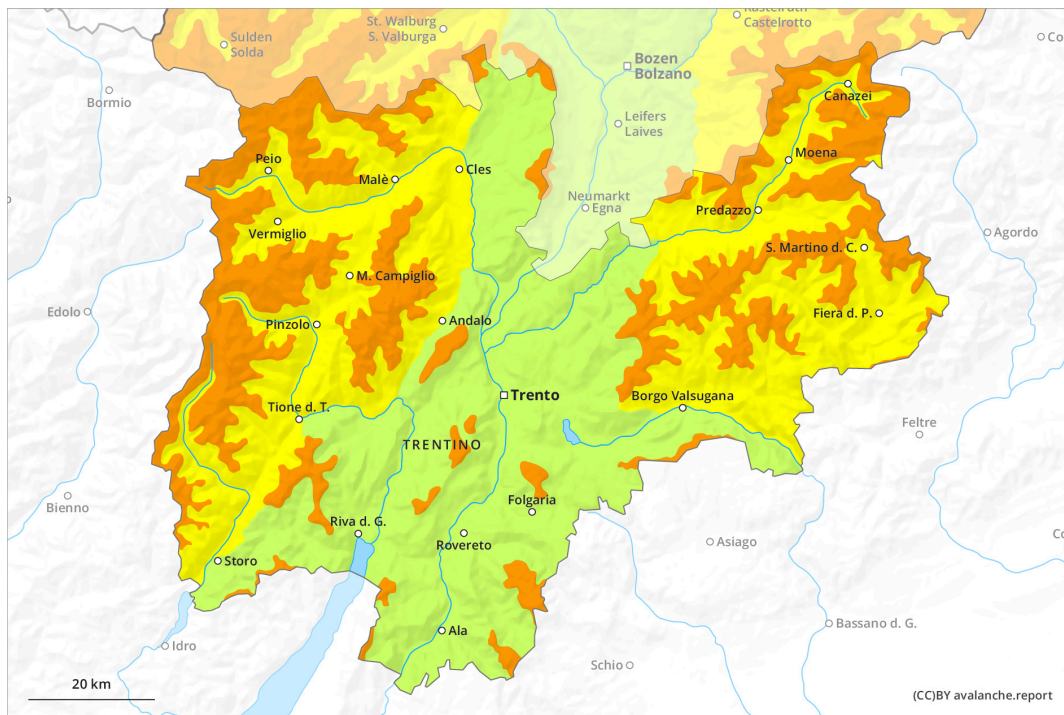 Kastelruth
Castelrotto
St. Walburg
S. Valburga
Sulden
Solda
Bozen
Bolzano
Bormio
Canazei
Leifers
Laives
Moena
Peio
Malè
Cles
Neumarkt
Egna
Predazzo
Vermiglio
Agordo
S. Martino d. C.
M. Campiglio
Edolo
Pinzolo
Andalo
Fiera d. P.
Trento
Borgo Valsugana
Tione d. T.
Feltre
TRENTINO
Bienno
Folgaria
Riva d. G.
Rovereto
Asiago
Storo
Bassano d. G.
Ala
Idro
Schio
20 km
(CC)BY avalanche.report